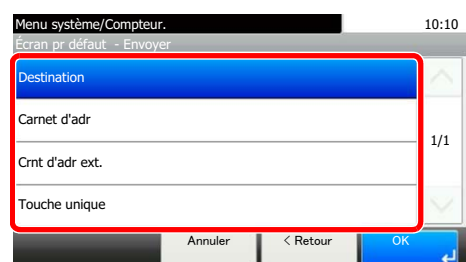 Menu système/Compteur.
10:10
Écran pr défaut - Envoyer
Destination
Carnet d'adr
1/1
Crnt d'adr ext.
Touche unique
Annuler
< Retour
OK